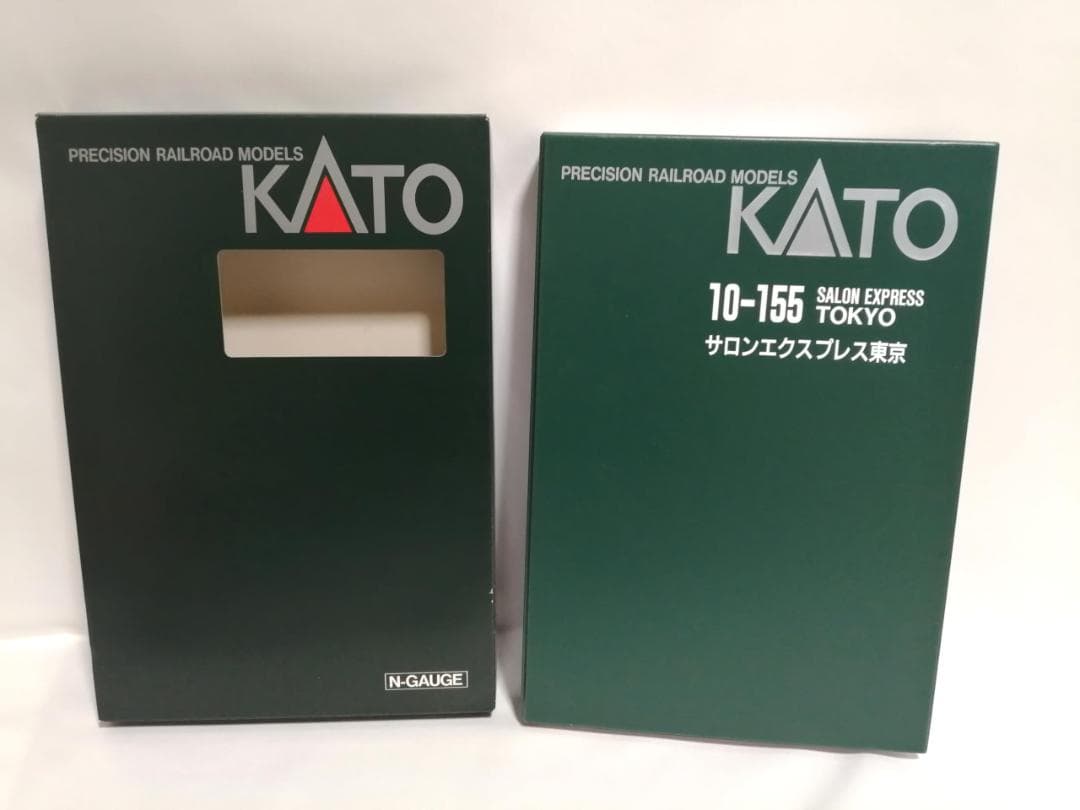 PRECISION RAILROAD MODELS
KATO
N-GAUGE
PRECISION RAILROAD MODELS
KATO
10-155 SALON EXPRESS
TOKYO
サロンエクスプレス東京